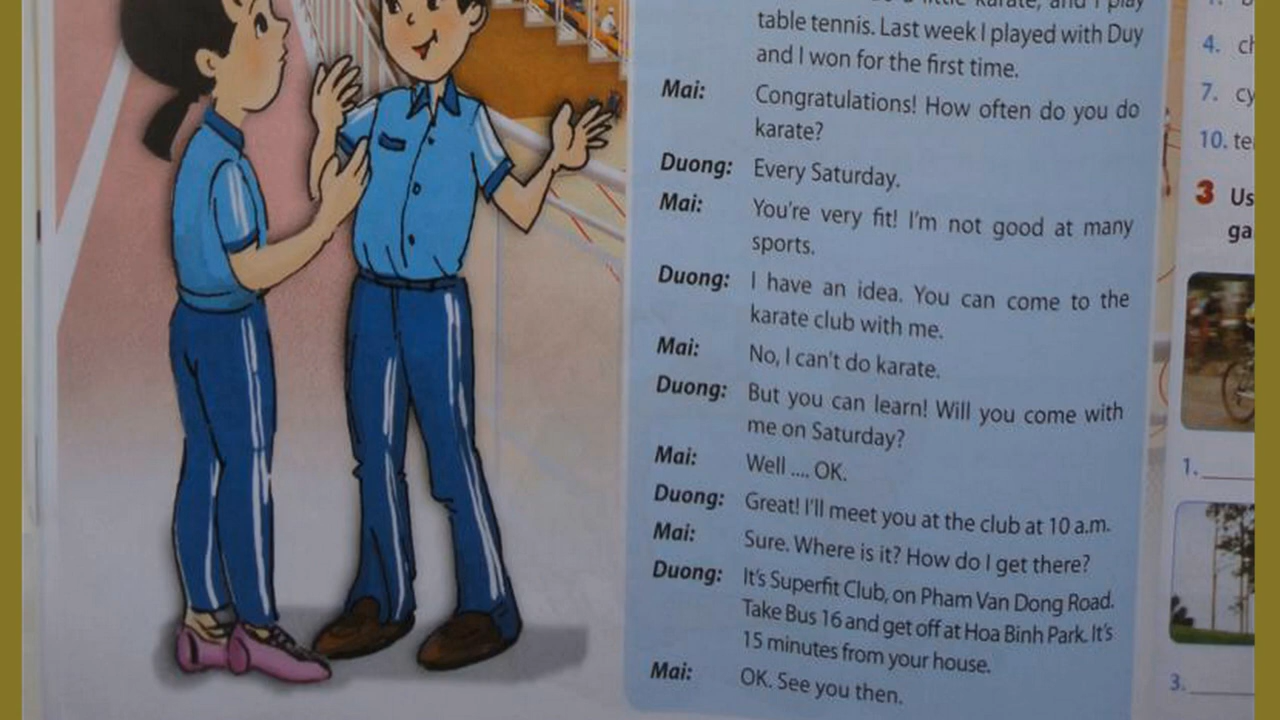 little karate, and I play
table tennis. Last week I played with Duy
and I won for the first time.
Mai: Congratulations! How often do you do
karate?
Duong: Every Saturday.
Mai: You're very fit! I'm not good at many
sports.
Duong: I have an idea. You can come to the
karate club with me.
Mai: No, I can't do karate.
Duong: But you can learn! Will you come with
me on Saturday?
Mai: Well .... OK.
Duong: Great! I'll meet you at the club at 10 a.m.
Mai: Sure. Where is it? How do I get there?
Duong: It's Superfit Club, on Pham Van Dong Road.
Take Bus 16 and get off at Hoa Binh Park. It's
15 minutes from your house.
Mai: OK. See you then.
4.
7.
10.
3
1.
3.